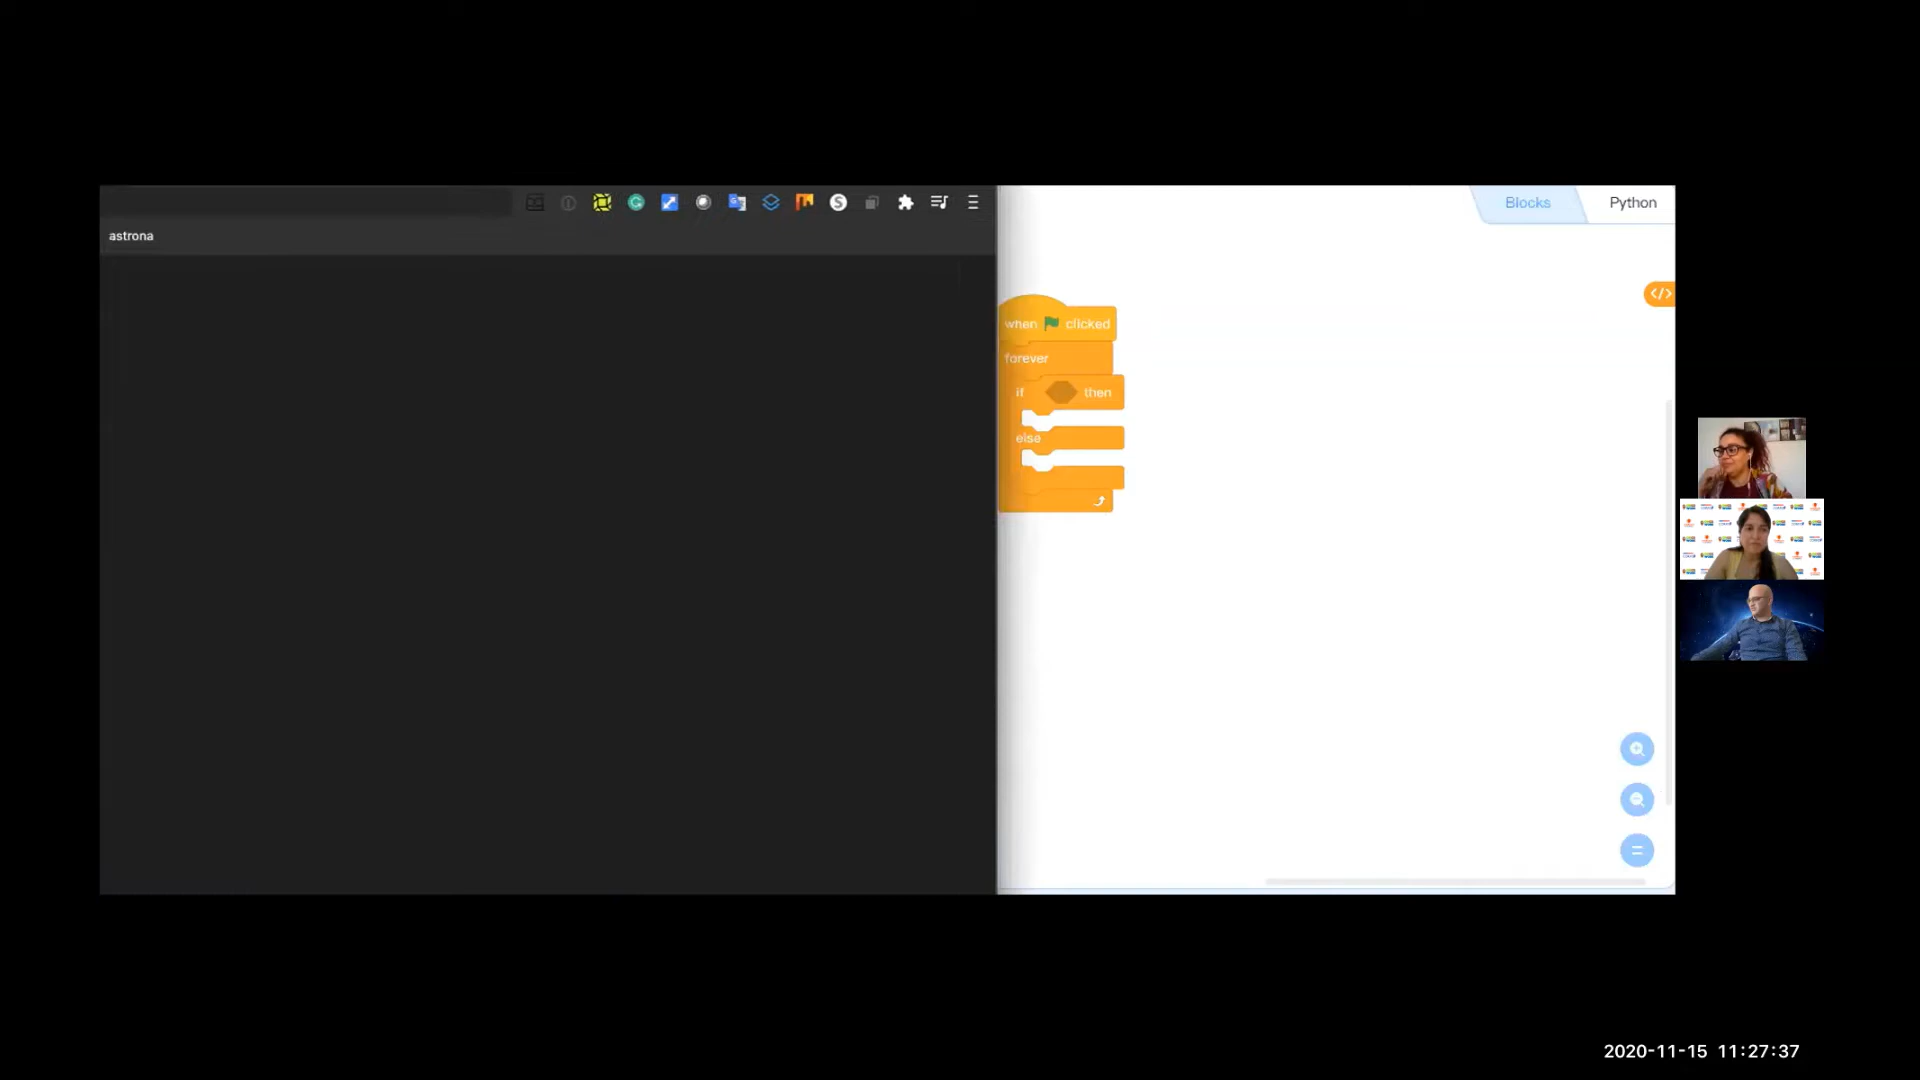 astrona
Blocks
Python
</>
when clicked
forever
if then
else
2020-11-15 11:27:37